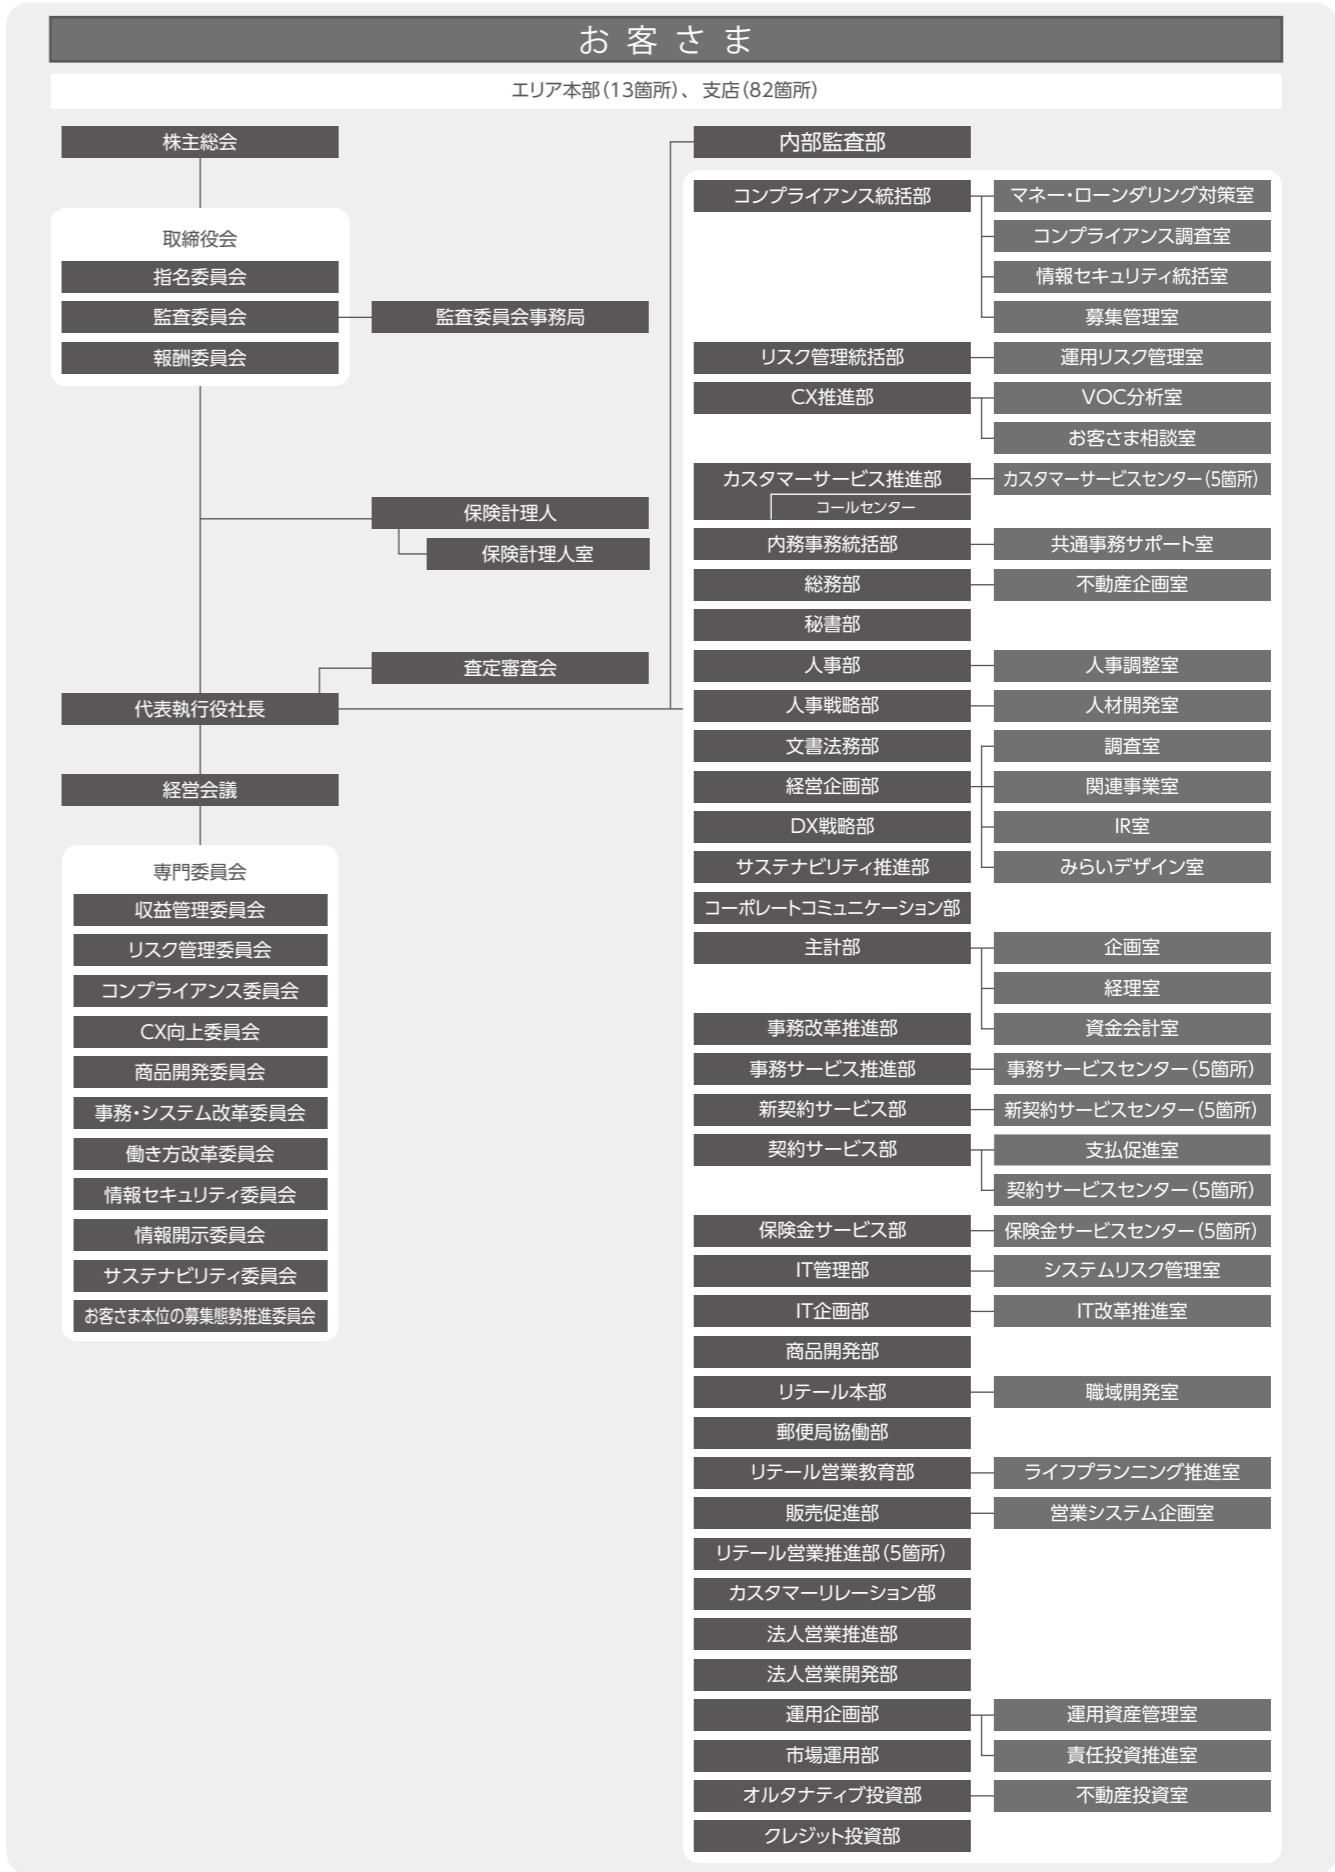 お客さま
エリア本部(13箇所)、支店(82箇所)
株主総会
取締役会
指名委員会
監査委員会
監査委員会事務局
報酬委員会
保険計理人
保険計理人室
査定審査会
代表執行役社長
経営会議
専門委員会
収益管理委員会
リスク管理委員会
コンプライアンス委員会
CX向上委員会
商品開発委員会
事務・システム改革委員会
働き方改革委員会
情報セキュリティ委員会
情報開示委員会
サステナビリティ委員会
お客さま本位の募集態勢推進委員会
内部監査部
コンプライアンス統括部
マネー・ローンダリング対策室
コンプライアンス調査室
情報セキュリティ統括室
募集管理室
リスク管理統括部
運用リスク管理室
CX推進部
VOC分析室
お客さま相談室
カスタマーサービス推進部
カスタマーサービスセンター(5箇所)
コールセンター
内務事務統括部
共通事務サポート室
総務部
不動産企画室
秘書部
人事部
人事調整室
人事戦略部
人材開発室
文書法務部
調査室
経営企画部
関連事業室
DX戦略部
IR室
サステナビリティ推進部
みらいデザイン室
コーポレートコミュニケーション部
主計部
企画室
経理室
事務改革推進部
資金会計室
事務サービス推進部
事務サービスセンター(5箇所)
新契約サービス部
新契約サービスセンター(5箇所)
契約サービス部
支払促進室
契約サービスセンター(5箇所)
保険金サービス部
保険金サービスセンター(5箇所)
IT管理部
システムリスク管理室
IT企画部
IT改革推進室
商品開発部
リテール本部
職域開発室
郵便局協働部
リテール営業教育部
ライフプランニング推進室
販売促進部
営業システム企画室
リテール営業推進部(5箇所)
カスタマーリレーション部
法人営業推進部
法人営業開発部
運用企画部
運用資産管理室
市場運用部
責任投資推進室
オルタナティブ投資部
不動産投資室
クレジット投資部